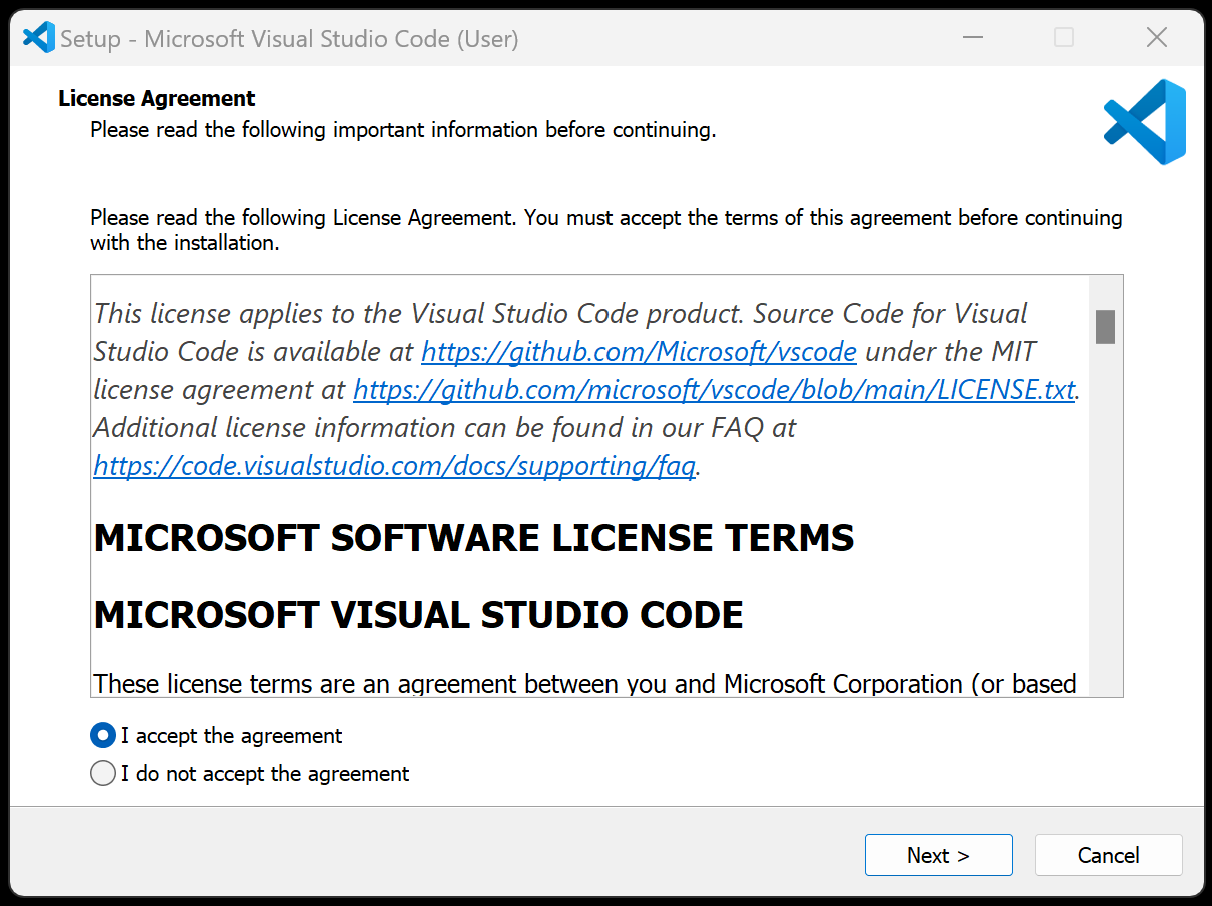 Setup - Microsoft Visual Studio Code (User)
License Agreement
Please read the following important information before continuing.
Please read the following License Agreement. You must accept the terms of this agreement before continuing
with the installation.
This license applies to the Visual Studio Code product. Source Code for Visual
Studio Code is available at https://github.com/Microsoft/vscode under the MIT
license agreement at https://github.com/microsoft/vscode/blob/main/LICENSE.txt.
Additional license information can be found in our FAQ at
https://code.visualstudio.com/docs/supporting/faq.
MICROSOFT SOFTWARE LICENSE TERMS
MICROSOFT VISUAL STUDIO CODE
These license terms are an agreement between you and Microsoft Corporation (or based
I accept the agreement
I do not accept the agreement
Next >
Cancel